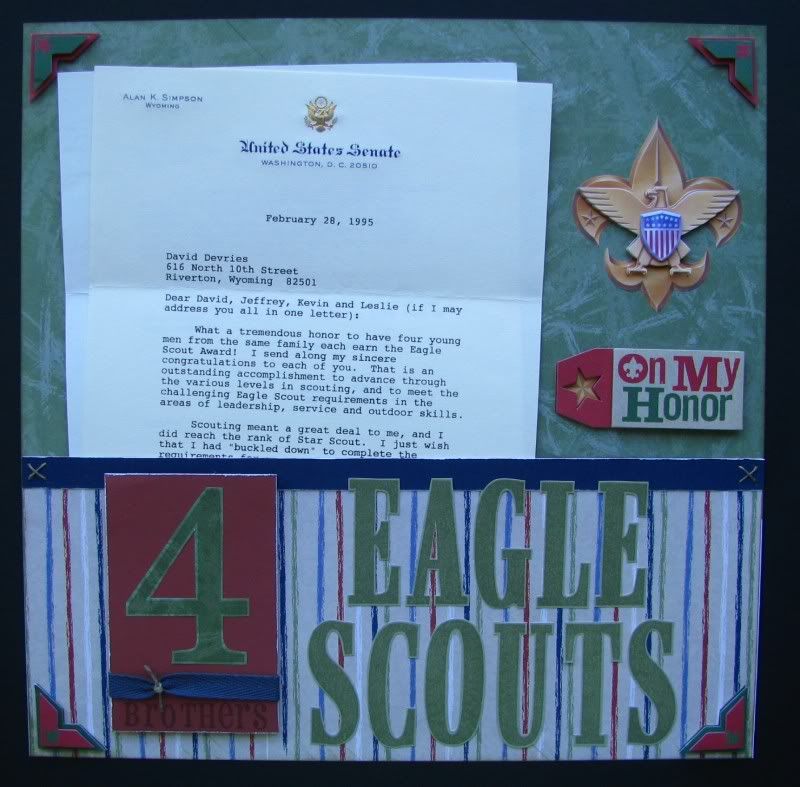 ALAN K. SIMPSON
WYOMING
United States Senate
WASHINGTON, D. C. 20510
February 28, 1995
David Devries
616 North 10th Street
Riverton, Wyoming 82501
Dear David, Jeffrey, Kevin and Leslie (if I may
address you all in one letter):
What a tremendous honor to have four young
men from the same family each earn the Eagle
Scout Award! I send along my sincere
congratulations to each of you. That is an
outstanding accomplishment to advance through
the various levels in scouting, and to meet the
challenging Eagle Scout requirements in the
areas of leadership, service and outdoor skills.
Scouting meant a great deal to me, and I
did reach the rank of Star Scout. I just wish
that I had "buckled down" to complete the
requirements for
On My
Honor
4
BROTHERS
EAGLE
SCOUTS